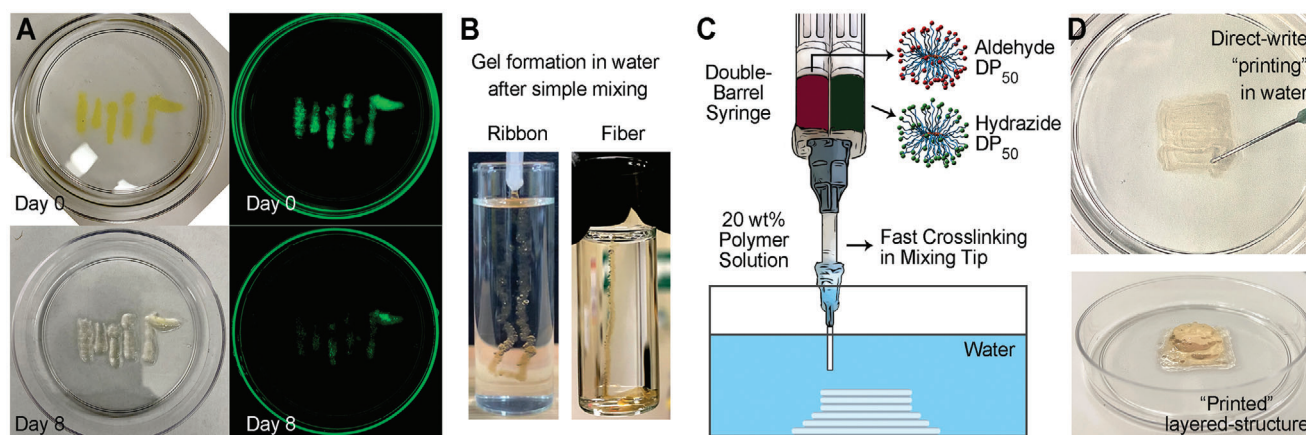 A
Day 0
Day 0
Day 8
Day 8
B
Gel formation in water
after simple mixing
Ribbon
Fiber
C
Double-
Barrel
Syringe
Aldehyde
DP50
Hydrazide
DP50
20 wt%
Polymer
Solution
Fast Crosslinking
in Mixing Tip
Water
D
Direct-write
“printing”
in water
“Printed”
layered-structure